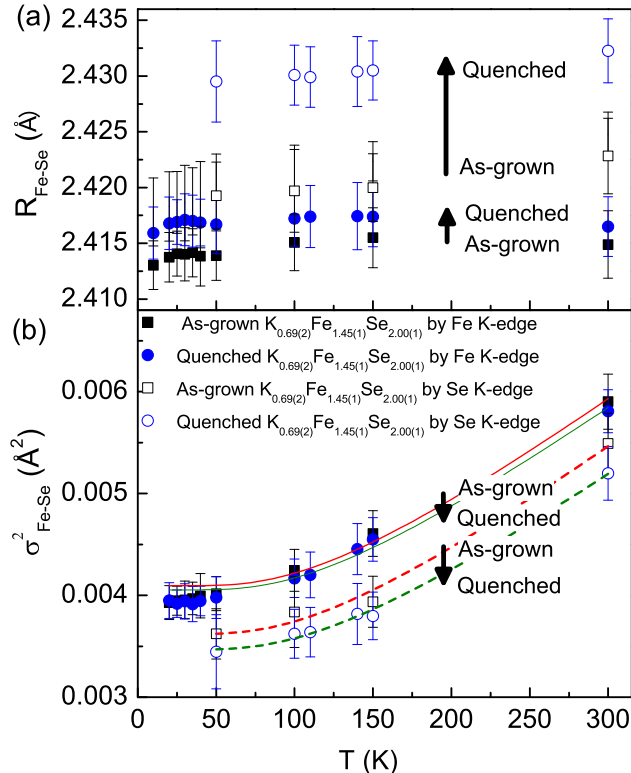 (a)
2.435
2.430
2.425
2.420
2.415
2.410
R Fe-Se (Å)
Quenched
As-grown
Quenched
As-grown
(b)
As-grown K0.69(2)Fe1.45(1)Se2.00(1) by Fe K-edge
Quenched K0.69(2)Fe1.45(1)Se2.00(1) by Fe K-edge
As-grown K0.69(2)Fe1.45(1)Se2.00(1) by Se K-edge
Quenched K0.69(2)Fe1.45(1)Se2.00(1) by Se K-edge
0.006
0.005
0.004
0.003
σ²Fe-Se (Å²)
As-grown
Quenched
As-grown
Quenched
0 50 100 150 200 250 300
T (K)